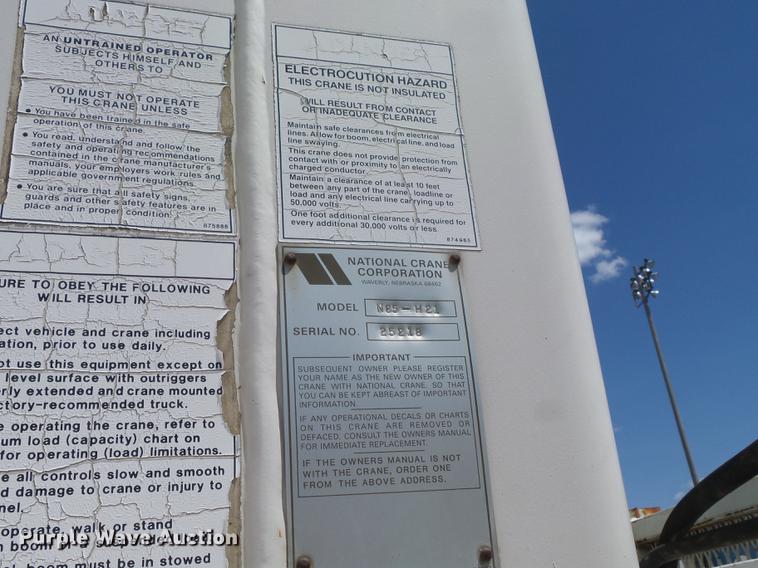 AN UNTRAINED OPERATOR
SUBJECTS HIMSELF AND
OTHERS TO
YOU MUST NOT OPERATE
THIS CRANE UNLESS
• You have been trained in the safe
operation of this crane.
• You read, understand and follow the
safety and operating recommendations
contained in the crane manufacturer's
manuals, your employers work rules and
applicable government regulations.
• You are sure that all safety signs,
guards and other safety features are in
place and in proper condition.
875888
URE TO OBEY THE FOLLOWING
WILL RESULT IN
ect vehicle and crane including
ation, prior to use daily.
ot use this equipment except on
level surface with outriggers
erly extended and crane mounted
ctory-recommended truck.
e operating the crane, refer to
um load (capacity) chart on
for operating (load) limitations.
e all controls slow and smooth
d damage to crane or injury to
nel.
operate, walk or stand
boom must be in stowed
ELECTROCUTION HAZARD
THIS CRANE IS NOT INSULATED
WILL RESULT FROM CONTACT
OR INADEQUATE CLEARANCE
Maintain safe clearances from electrical
lines. Allow for boom, electrical line, and load
line swaying.
This crane does not provide protection from
contact with or proximity to an electrically
charged conductor.
Maintain a clearance of at least 10 feet
between any part of the crane, loadline or
load and any electrical line carrying up to
50,000 volts.
One foot additional clearance is required for
every additional 30,000 volts or less.
874985
NATIONAL CRANE
CORPORATION
WAVERLY, NEBRASKA 68462
MODEL N85-H21
SERIAL NO. 25218
IMPORTANT
SUBSEQUENT OWNER PLEASE REGISTER
YOUR NAME AS THE NEW OWNER OF THIS
CRANE WITH NATIONAL CRANE. SO THAT
YOU CAN BE KEPT ABREAST OF IMPORTANT
INFORMATION.
IF ANY OPERATIONAL DECALS OR CHARTS
ON THIS CRANE ARE REMOVED OR
DEFACED, CONSULT THE OWNERS MANUAL
FOR IMMEDIATE REPLACEMENT.
IF THE OWNERS MANUAL IS NOT
WITH THE CRANE, ORDER ONE
FROM THE ABOVE ADDRESS.
Purple Wave Auction